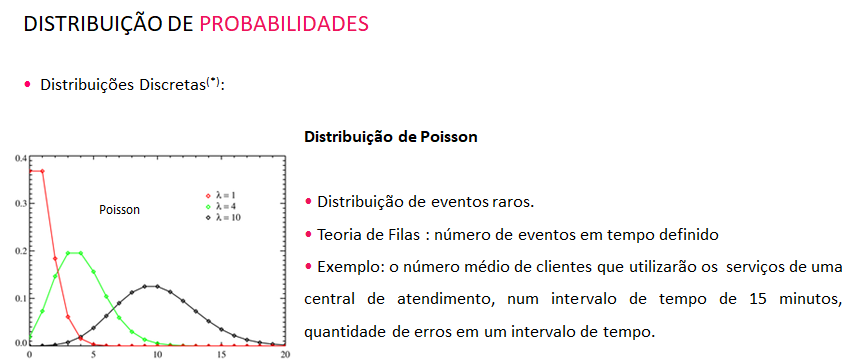 DISTRIBUIÇÃO DE PROBABILIDADES
• Distribuições Discretas(*):
Distribuição de Poisson
0.4
0.3
0.2
0.1
0.0
0 5 10 15 20
Poisson
λ = 1
λ = 4
λ = 10
• Distribuição de eventos raros.
• Teoria de Filas : número de eventos em tempo definido
• Exemplo: o número médio de clientes que utilizarão os serviços de uma
central de atendimento, num intervalo de tempo de 15 minutos,
quantidade de erros em um intervalo de tempo.